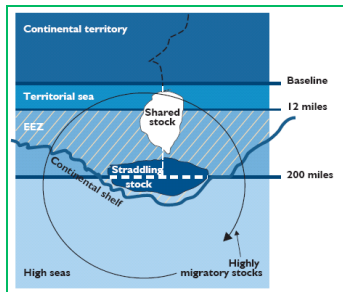 Continental territory
Baseline
Territorial sea
12 miles
Shared
stock
EEZ
Straddling
stock
Continental shelf
200 miles
Highly
migratory stocks
High seas